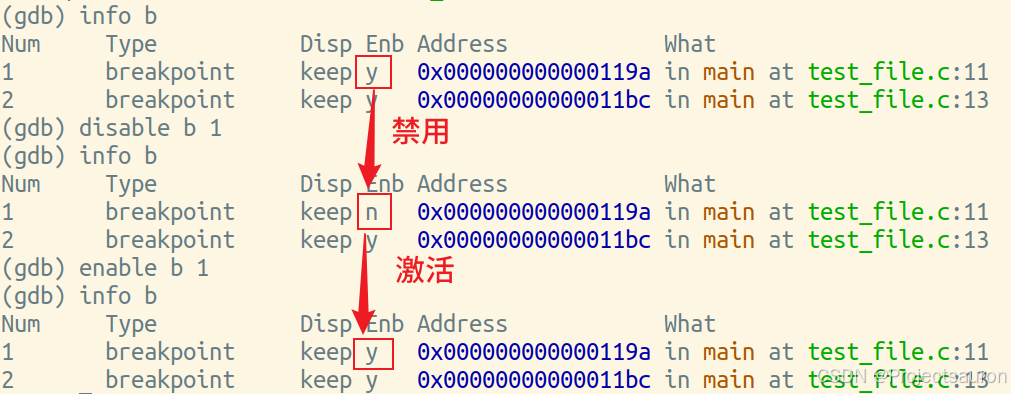 (gdb) info b
Num Type Disp Enb Address What
1 breakpoint keep y 0x000000000000119a in main at test_file.c:11
2 breakpoint keep y 0x00000000000011bc in main at test_file.c:13
(gdb) disable b 1
禁用
(gdb) info b
Num Type Disp Enb Address What
1 breakpoint keep n 0x000000000000119a in main at test_file.c:11
2 breakpoint keep y 0x00000000000011bc in main at test_file.c:13
(gdb) enable b 1
激活
(gdb) info b
Num Type Disp Enb Address What
1 breakpoint keep y 0x000000000000119a in main at test_file.c:11
2 breakpoint keep y 0x00000000000011bc in main at test_file.c:13
CSDN @Projectsauron